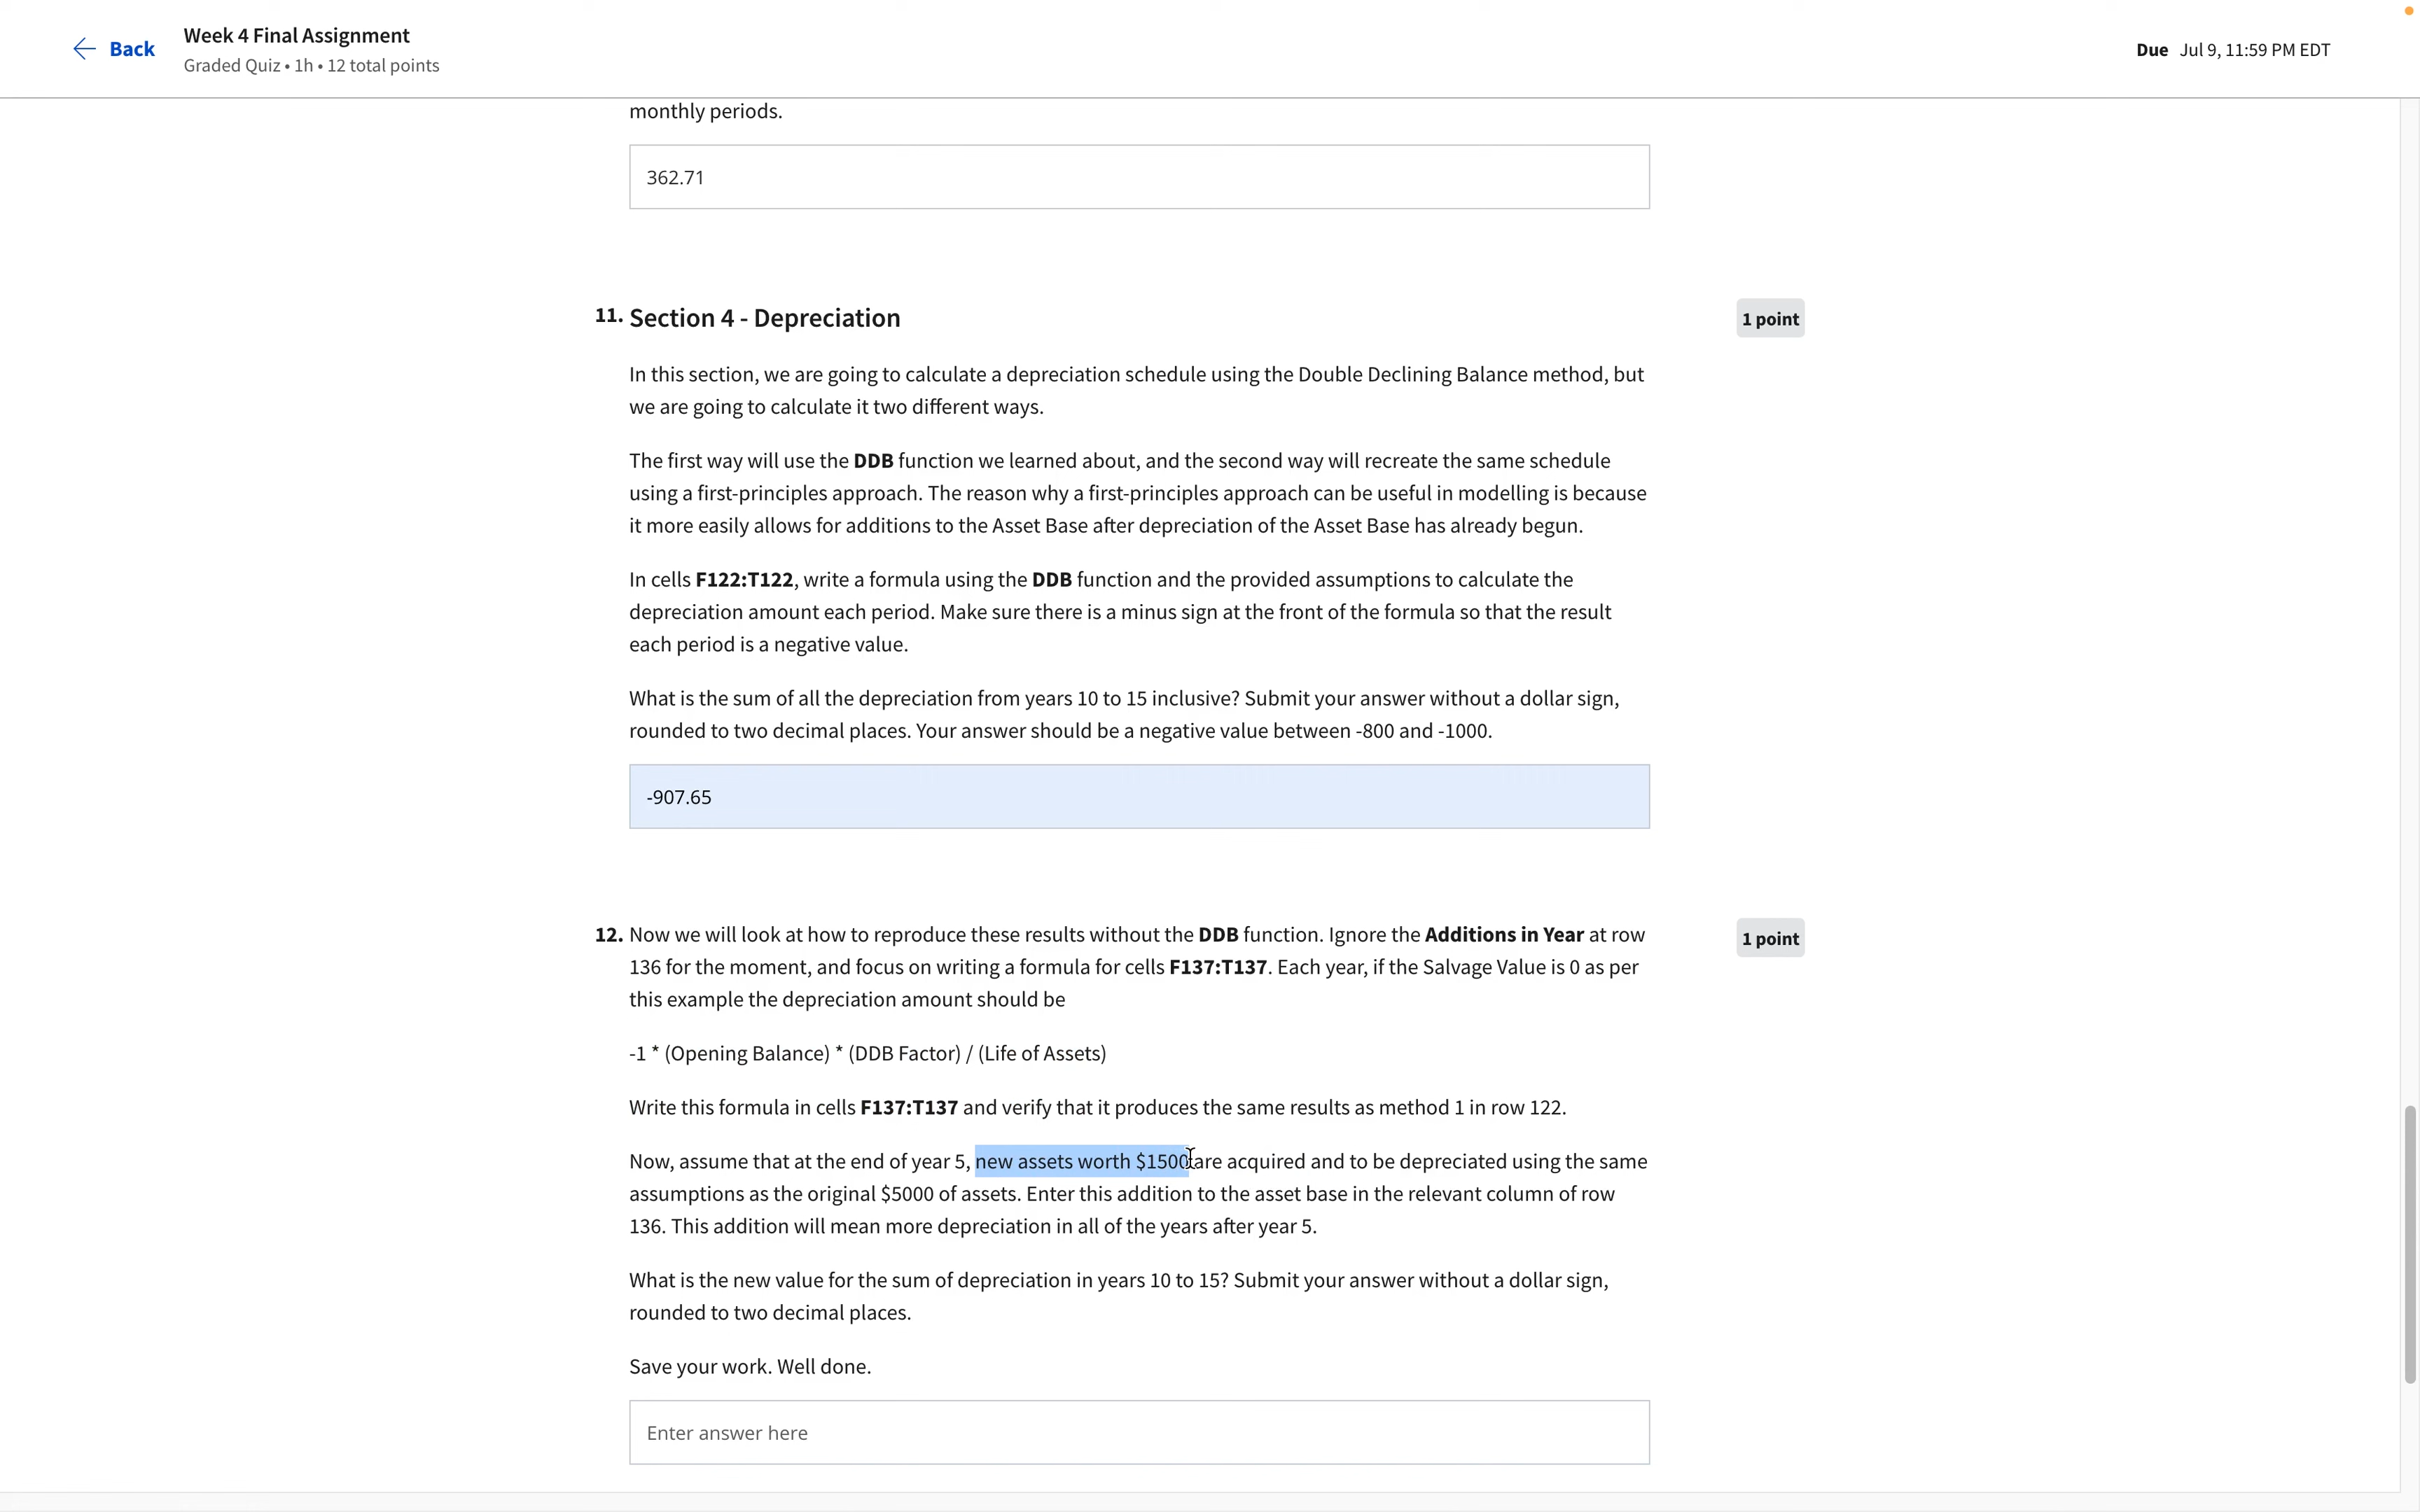 Back
Week 4 Final Assignment
Graded Quiz • 1h • 12 total points
Due Jul 9, 11:59 PM EDT
monthly periods.
362.71
11. Section 4 - Depreciation
1 point
In this section, we are going to calculate a depreciation schedule using the Double Declining Balance method, but
we are going to calculate it two different ways.
The first way will use the DDB function we learned about, and the second way will recreate the same schedule
using a first-principles approach. The reason why a first-principles approach can be useful in modelling is because
it more easily allows for additions to the Asset Base after depreciation of the Asset Base has already begun.
In cells F122:T122, write a formula using the DDB function and the provided assumptions to calculate the
depreciation amount each period. Make sure there is a minus sign at the front of the formula so that the result
each period is a negative value.
What is the sum of all the depreciation from years 10 to 15 inclusive? Submit your answer without a dollar sign,
rounded to two decimal places. Your answer should be a negative value between -800 and -1000.
-907.65
12. Now we will look at how to reproduce these results without the DDB function. Ignore the Additions in Year at row
1 point
136 for the moment, and focus on writing a formula for cells F137:T137. Each year, if the Salvage Value is 0 as per
this example the depreciation amount should be
-1 * (Opening Balance) * (DDB Factor) / (Life of Assets)
Write this formula in cells F137:T137 and verify that it produces the same results as method 1 in row 122.
Now, assume that at the end of year 5, new assets worth $1500 are acquired and to be depreciated using the same
assumptions as the original $5000 of assets. Enter this addition to the asset base in the relevant column of row
136. This addition will mean more depreciation in all of the years after year 5.
What is the new value for the sum of depreciation in years 10 to 15? Submit your answer without a dollar sign,
rounded to two decimal places.
Save your work. Well done.
Enter answer here